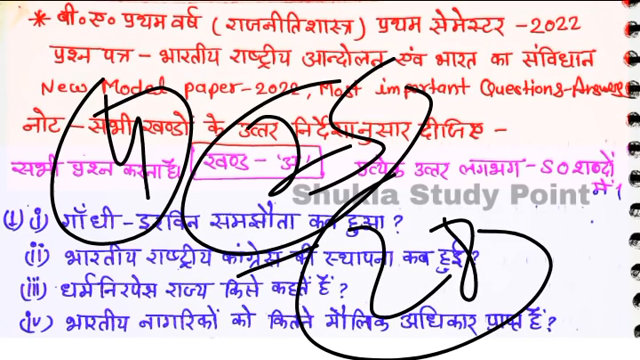 * बी०ए० प्रथम वर्ष ( राजनीतिशास्त्र ) प्रथम सेमेस्टर -2022
प्रश्न पत्र - भारतीय राष्ट्रीय आन्दोलन एवं भारत का संविधान
New Model paper-2022, Most important Questions-Answer
नोट - सभी खण्डों के उत्तर निर्देशानुसार दीजिए -
सभी प्रश्न करना है। खण्ड - 'अ' प्रत्येक उत्तर लगभग - 50 शब्दों में।
Shukla Study Point
(1) (i) गाँधी - इरविन समझौता कब हुआ ?
(ii) भारतीय राष्ट्रीय कांग्रेस की स्थापना कब हुई ?
(iii) धर्मनिरपेक्ष राज्य किसे कहते हैं ?
(iv) भारतीय नागरिकों को कितने मौलिक अधिकार प्राप्त हैं ?
28